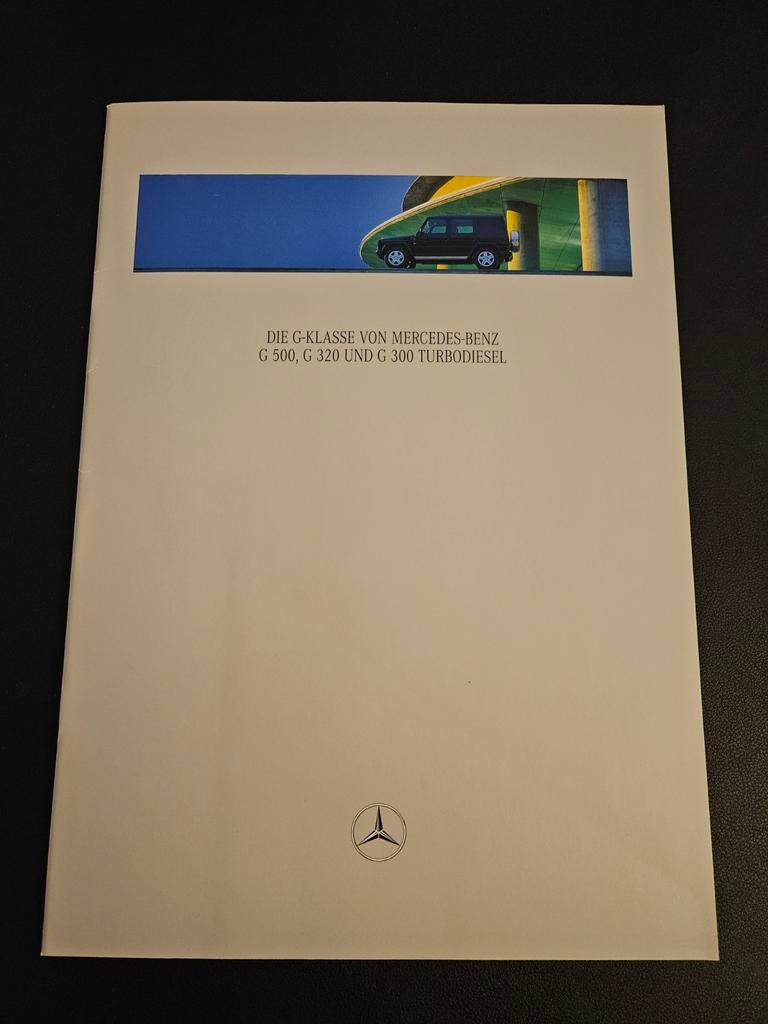 DIE G-KLASSE VON MERCEDES-BENZ
G 500, G 320 UND G 300 TURBODIESEL